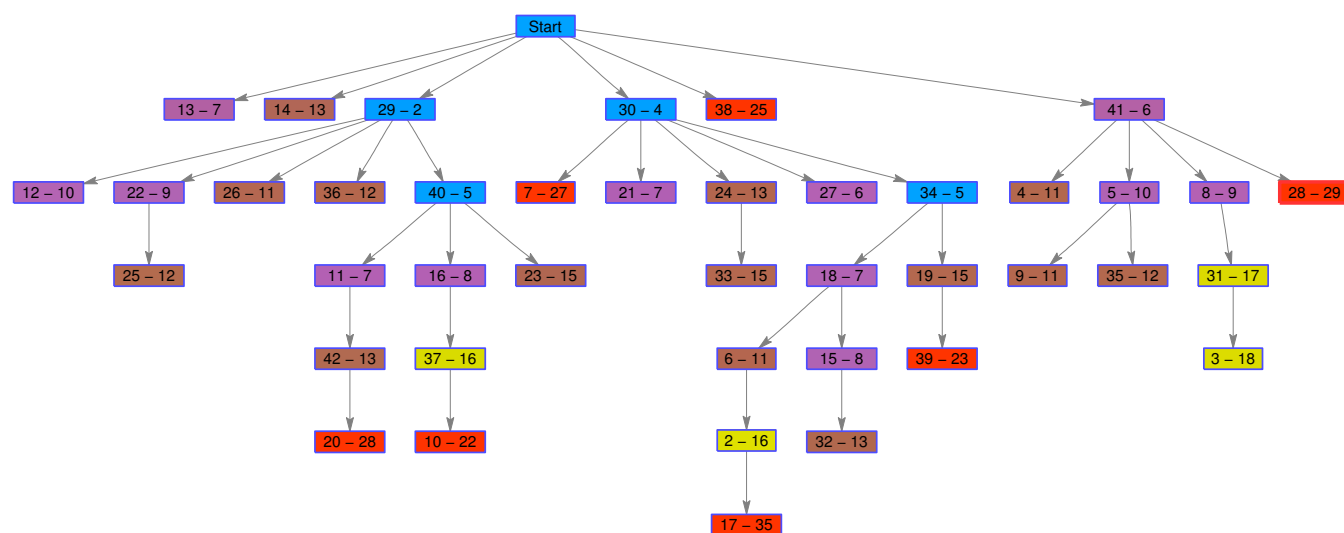 Start
13 – 7
14 – 13
29 – 2
30 – 4
38 – 25
41 – 6
12 – 10
22 – 9
26 – 11
36 – 12
40 – 5
7 – 27
21 – 7
24 – 13
27 – 6
34 – 5
4 – 11
5 – 10
8 – 9
28 – 29
25 – 12
11 – 7
16 – 8
23 – 15
33 – 15
18 – 7
19 – 15
9 – 11
35 – 12
31 – 17
42 – 13
37 – 16
6 – 11
15 – 8
39 – 23
3 – 18
20 – 28
10 – 22
2 – 16
32 – 13
17 – 35